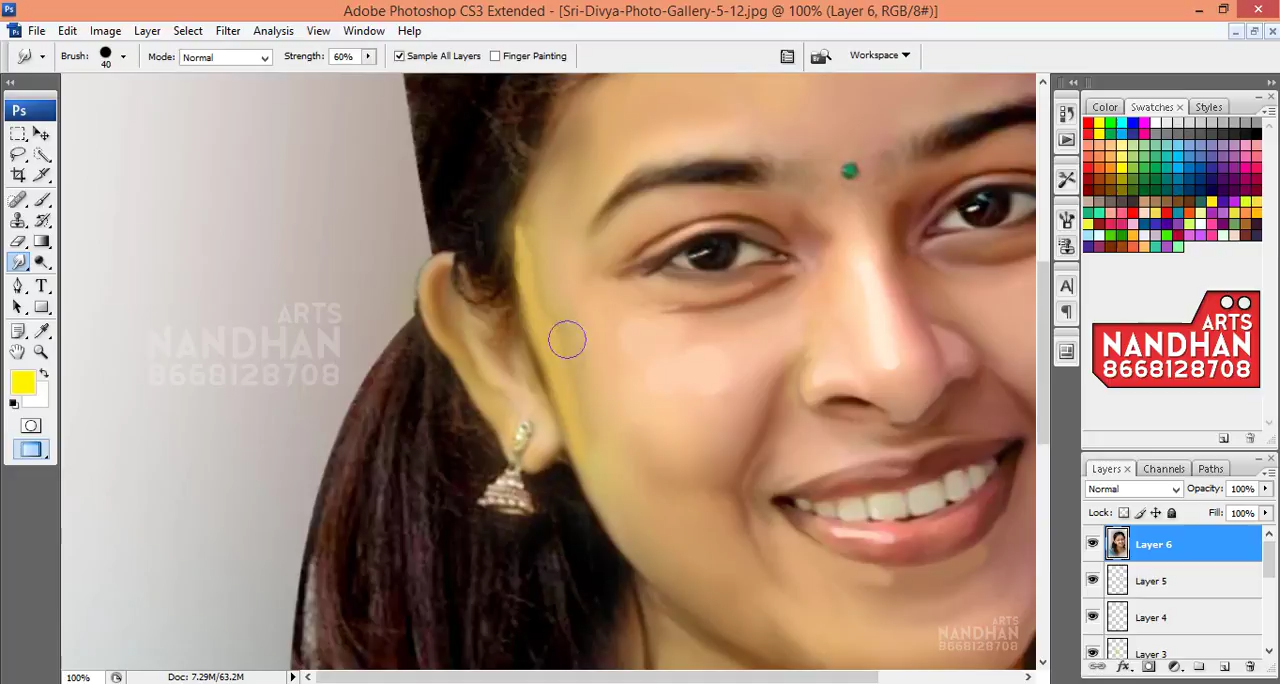 Adobe Photoshop CS3 Extended - [Sri-Divya-Photo-Gallery-5-12.jpg @ 100% (Layer 6, RGB/8#)]
Ps File Edit Image Layer Select Filter Analysis View Window Help
Brush: 40 Mode: Normal Strength: 60% Sample All Layers Finger Painting Workspace
Ps
T
Color Swatches Styles
A
ARTS
NANDHAN
8668128708
ARTS
NANDHAN
8668128708
Layers Channels Paths
Normal Opacity: 100%
Lock: Fill: 100%
Layer 6
Layer 5
Layer 4
Layer 3
ARTS
NANDHAN
8668128708
fx
100% Doc: 7.29M/63.2M